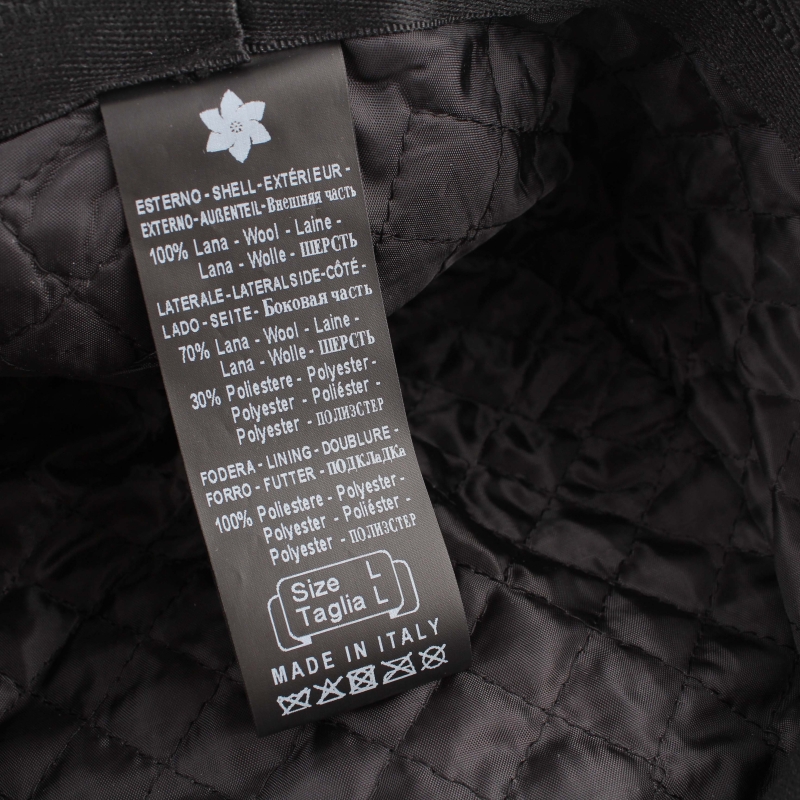 ESTERNO - SHELL - EXTÉRIEUR -
EXTERNO - AUßENTEIL - Внешняя часть
100% Lana - Wool - Laine -
Lana - Wolle - ШЕРСТЬ
LATERALE - LATERAL SIDE - CÔTÉ -
LADO - SEITE - Боковая часть
70% Lana - Wool - Laine -
Lana - Wolle - ШЕРСТЬ
30% Poliestere - Polyester -
Polyester - Poliéster -
Polyester - ПОЛИЭСТЕР
FODERA - LINING - DOUBLURE -
FORRO - FUTTER - ПОДКЛаДКа
100% Poliestere - Polyester -
Polyester - Poliéster -
Polyester - ПОЛИЭСТЕР
Size L
Taglia L
MADE IN ITALY